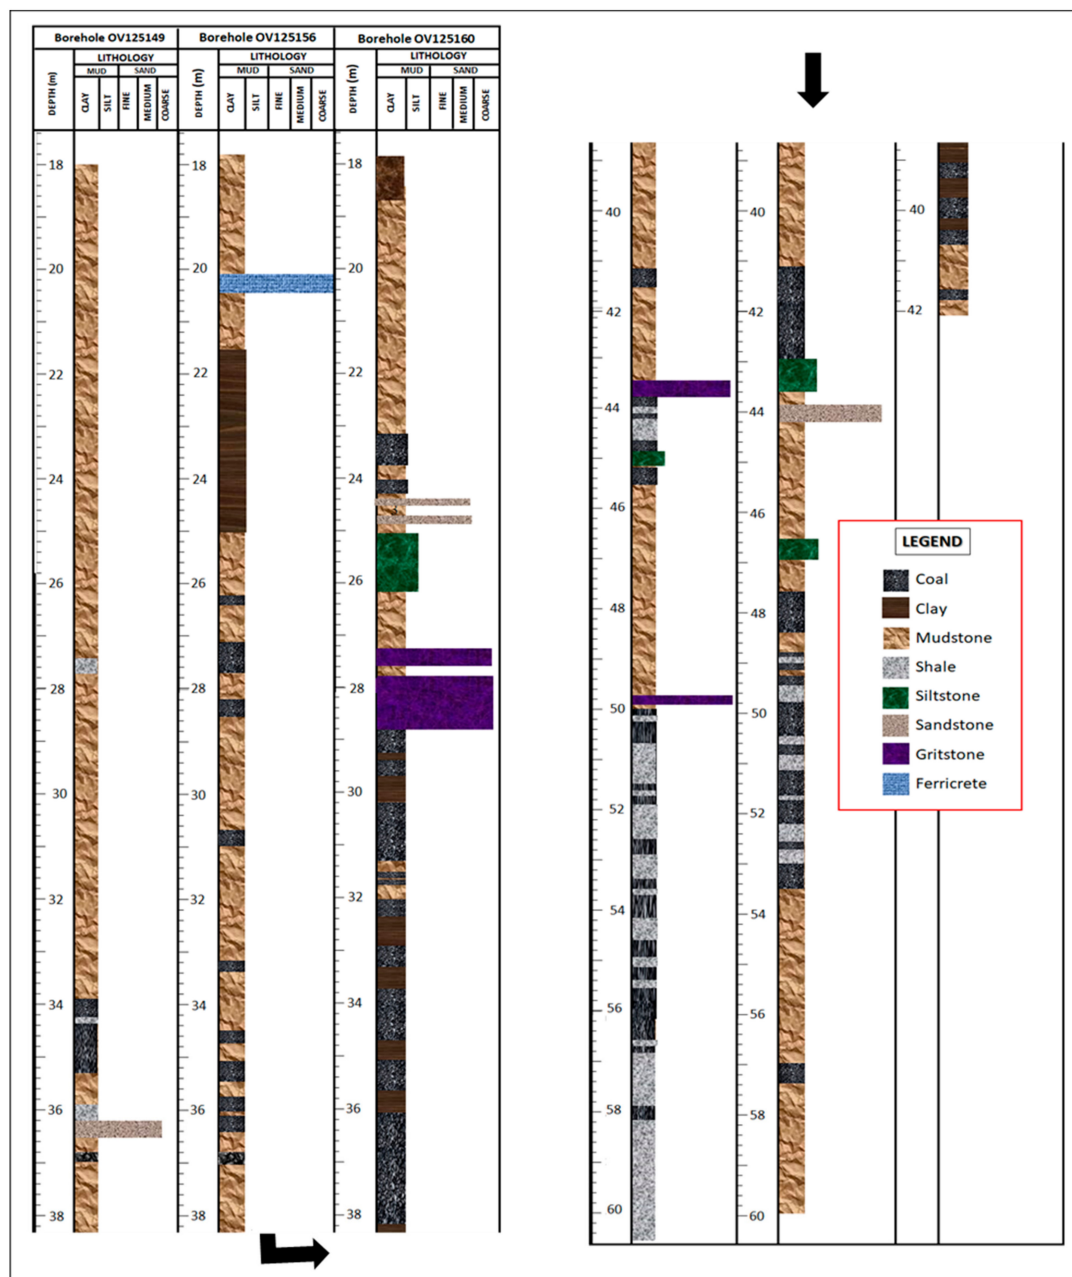 Borehole OV125149 Borehole OV125156 Borehole OV125160
LITHOLOGY LITHOLOGY LITHOLOGY
MUD SAND MUD SAND MUD SAND
DEPTH (m) CLAY SILT FINE MEDIUM COARSE DEPTH (m) CLAY SILT FINE MEDIUM COARSE DEPTH (m) CLAY SILT FINE MEDIUM COARSE
18 18 18
20 20 20
22 22 22
24 24 24
26 26 26
28 28 28
30 30 30
32 32 32
34 34 34
36 36 36
38 38 38
40 40 40
42 42 42
44 44
46 46
48 48
50 50
52 52
54 54
56 56
58 58
60 60
LEGEND
Coal
Clay
Mudstone
Shale
Siltstone
Sandstone
Gritstone
Ferricrete